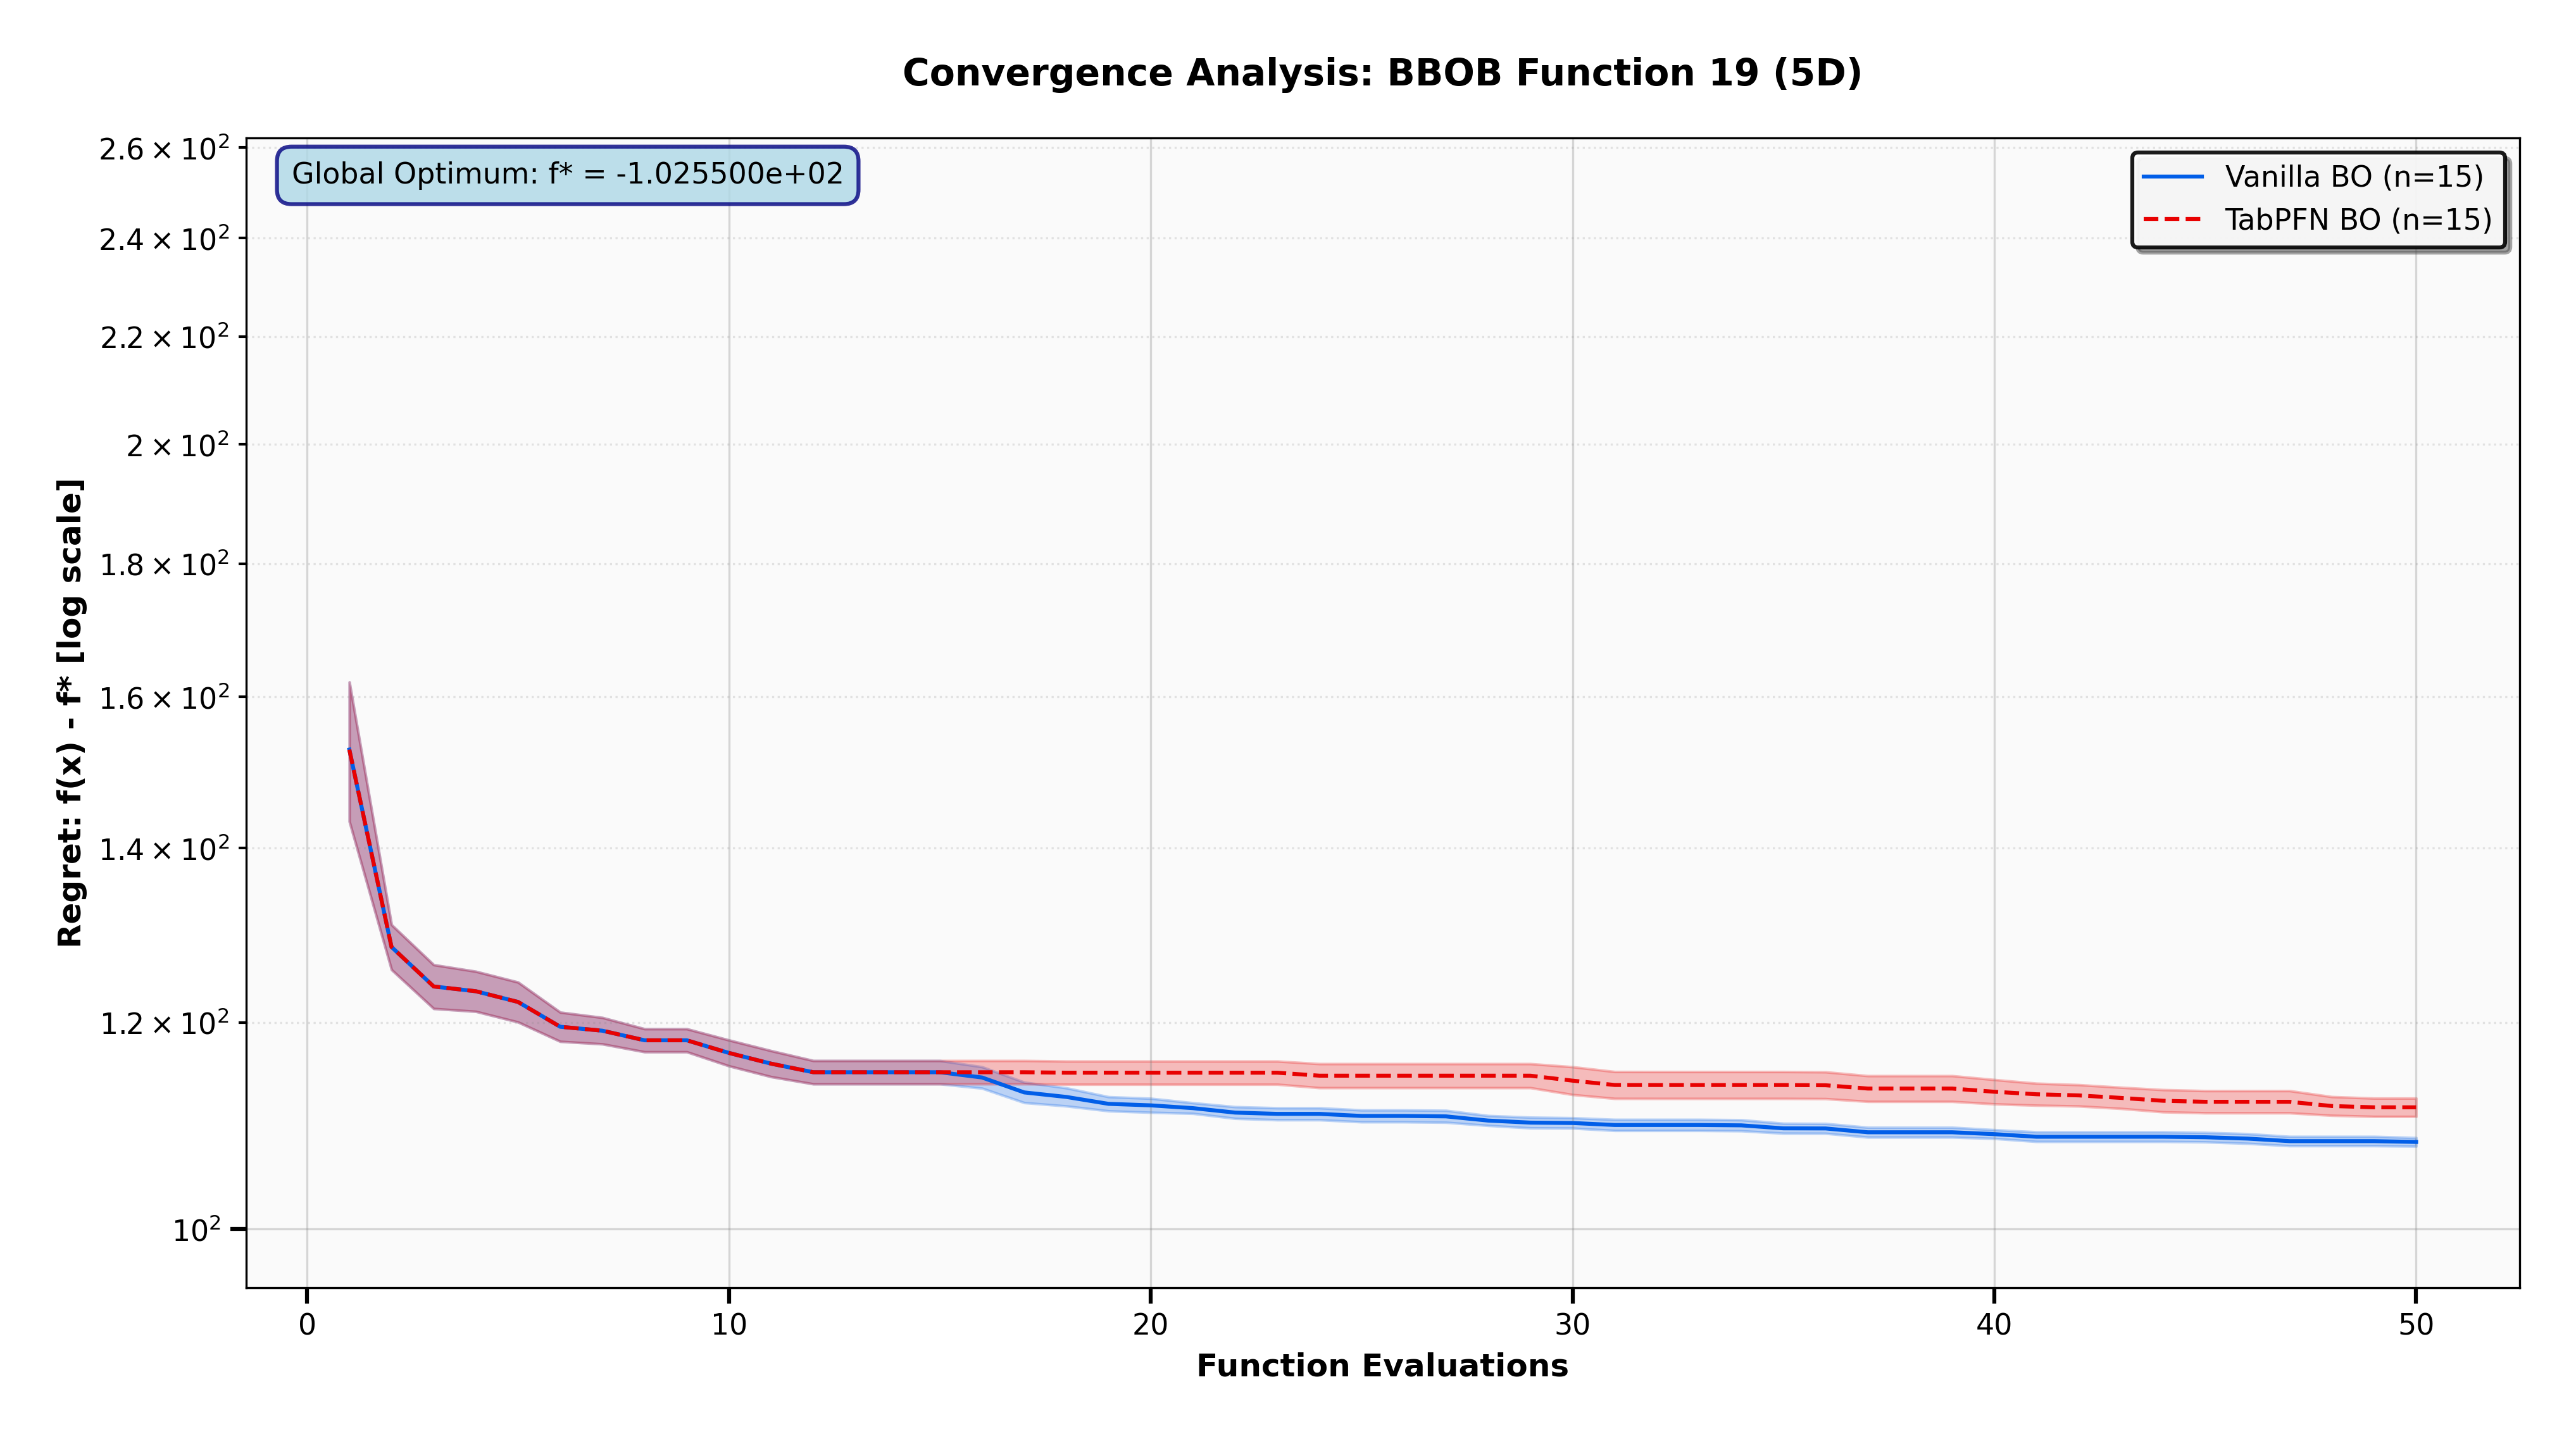 Convergence Analysis: BBOB Function 19 (5D)
Global Optimum: f* = -1.025500e+02
Vanilla BO (n=15)
TabPFN BO (n=15)
Regret: f(x) - f* [log scale]
2.6 × 10²
2.4 × 10²
2.2 × 10²
2 × 10²
1.8 × 10²
1.6 × 10²
1.4 × 10²
1.2 × 10²
10²
0 10 20 30 40 50
Function Evaluations